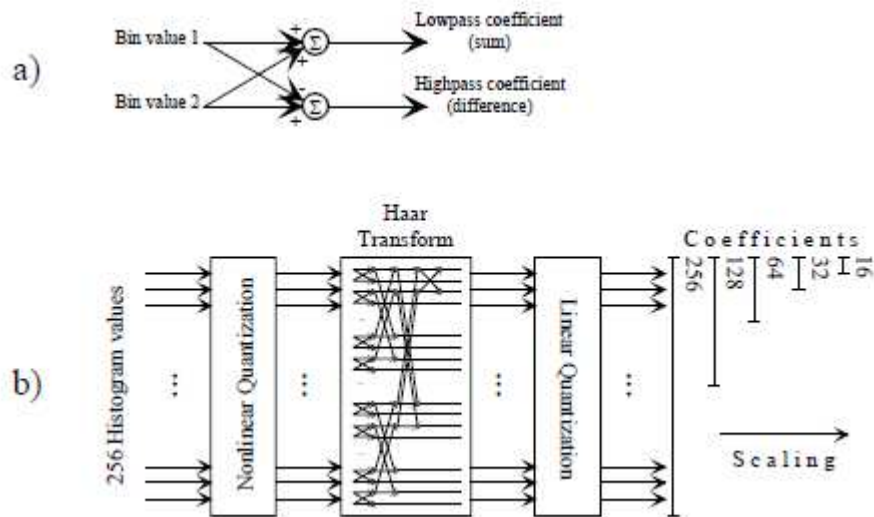 a)
Bin value 1
Bin value 2
+
+
-
+
Σ
Σ
Lowpass coefficient
(sum)
Highpass coefficient
(difference)
b)
256 Histogram values
...
Nonlinear Quantization
...
Haar
Transform
...
Linear Quantization
...
Coefficients
256
128
64
32
16
Scaling